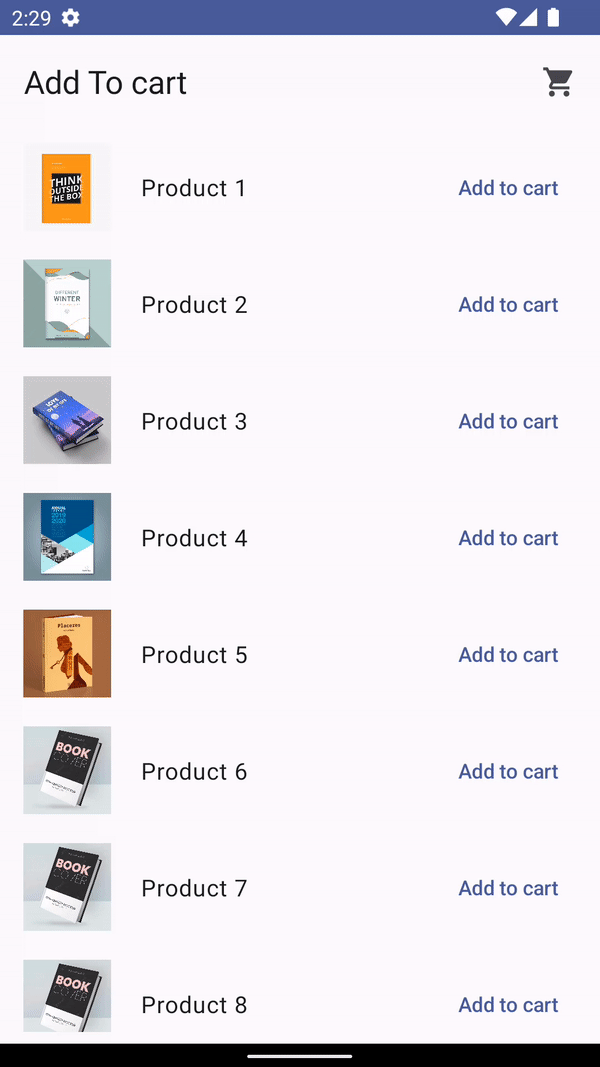 2:29
Add To cart
THINK
OUTSIDE
THE BOX
Product 1
Add to cart
DIFFERENT
WINTER
Product 2
Add to cart
LOVE
Product 3
Add to cart
ANNUAL
2019
2020
Product 4
Add to cart
Placeres
Product 5
Add to cart
BOOK
COVER
Product 6
Add to cart
BOOK
COVER
Product 7
Add to cart
BOOK
COVER
Product 8
Add to cart